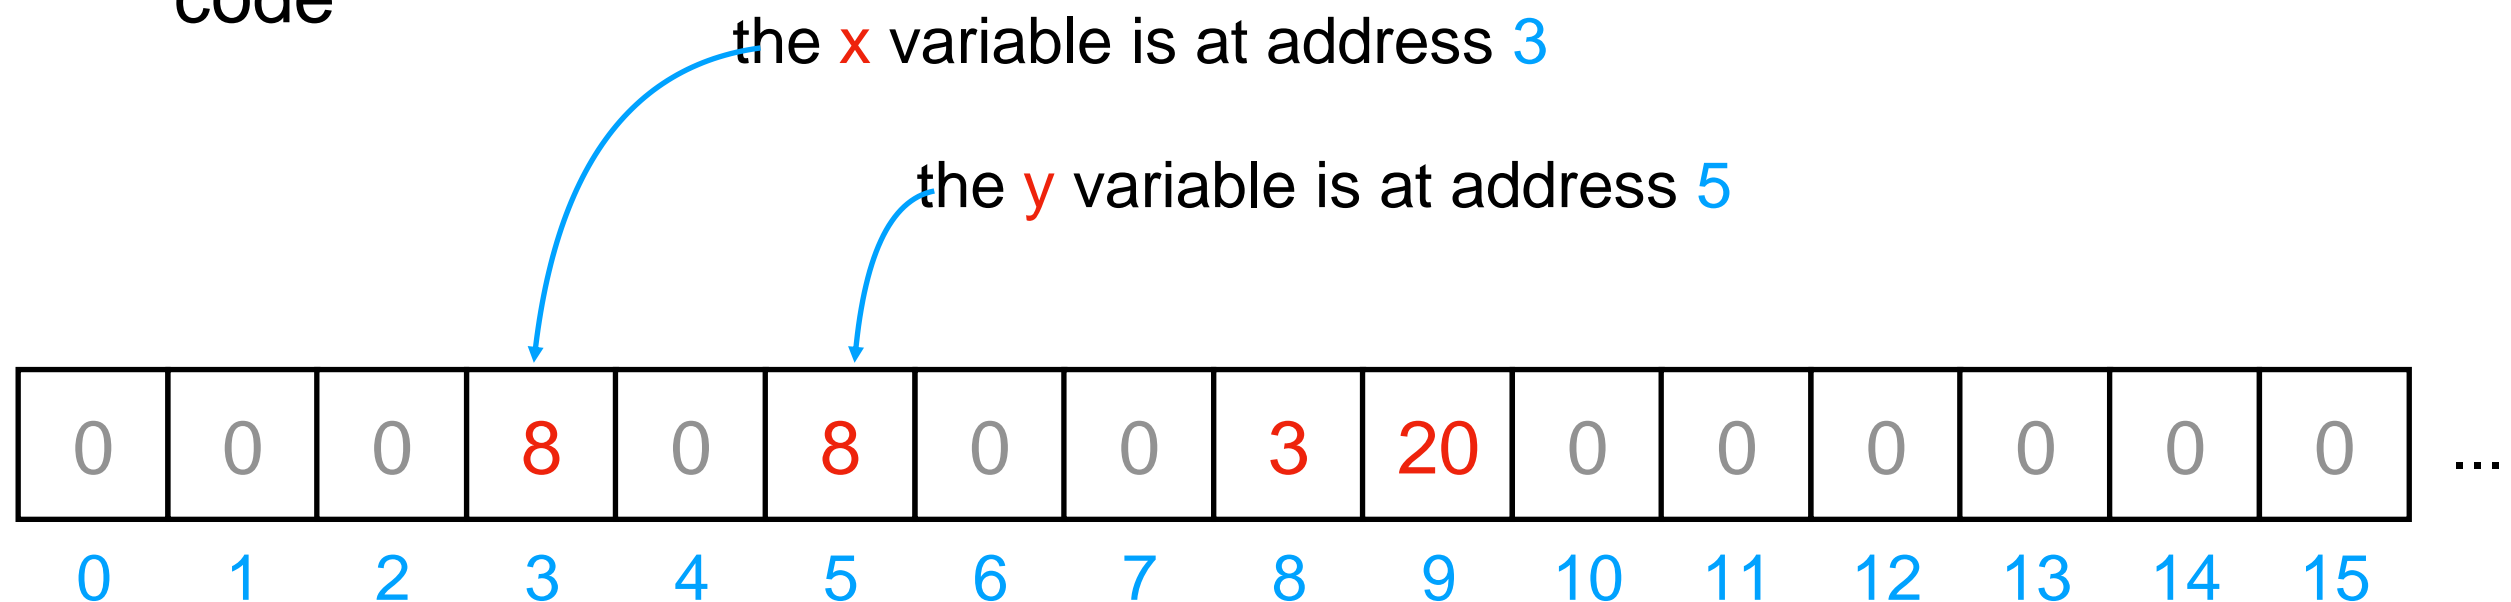 code
the x variable is at address 3
the y variable is at address 5
0 0 0 8 0 8 0 0 3 20 0 0 0 0 0 0 ...
0 1 2 3 4 5 6 7 8 9 10 11 12 13 14 15